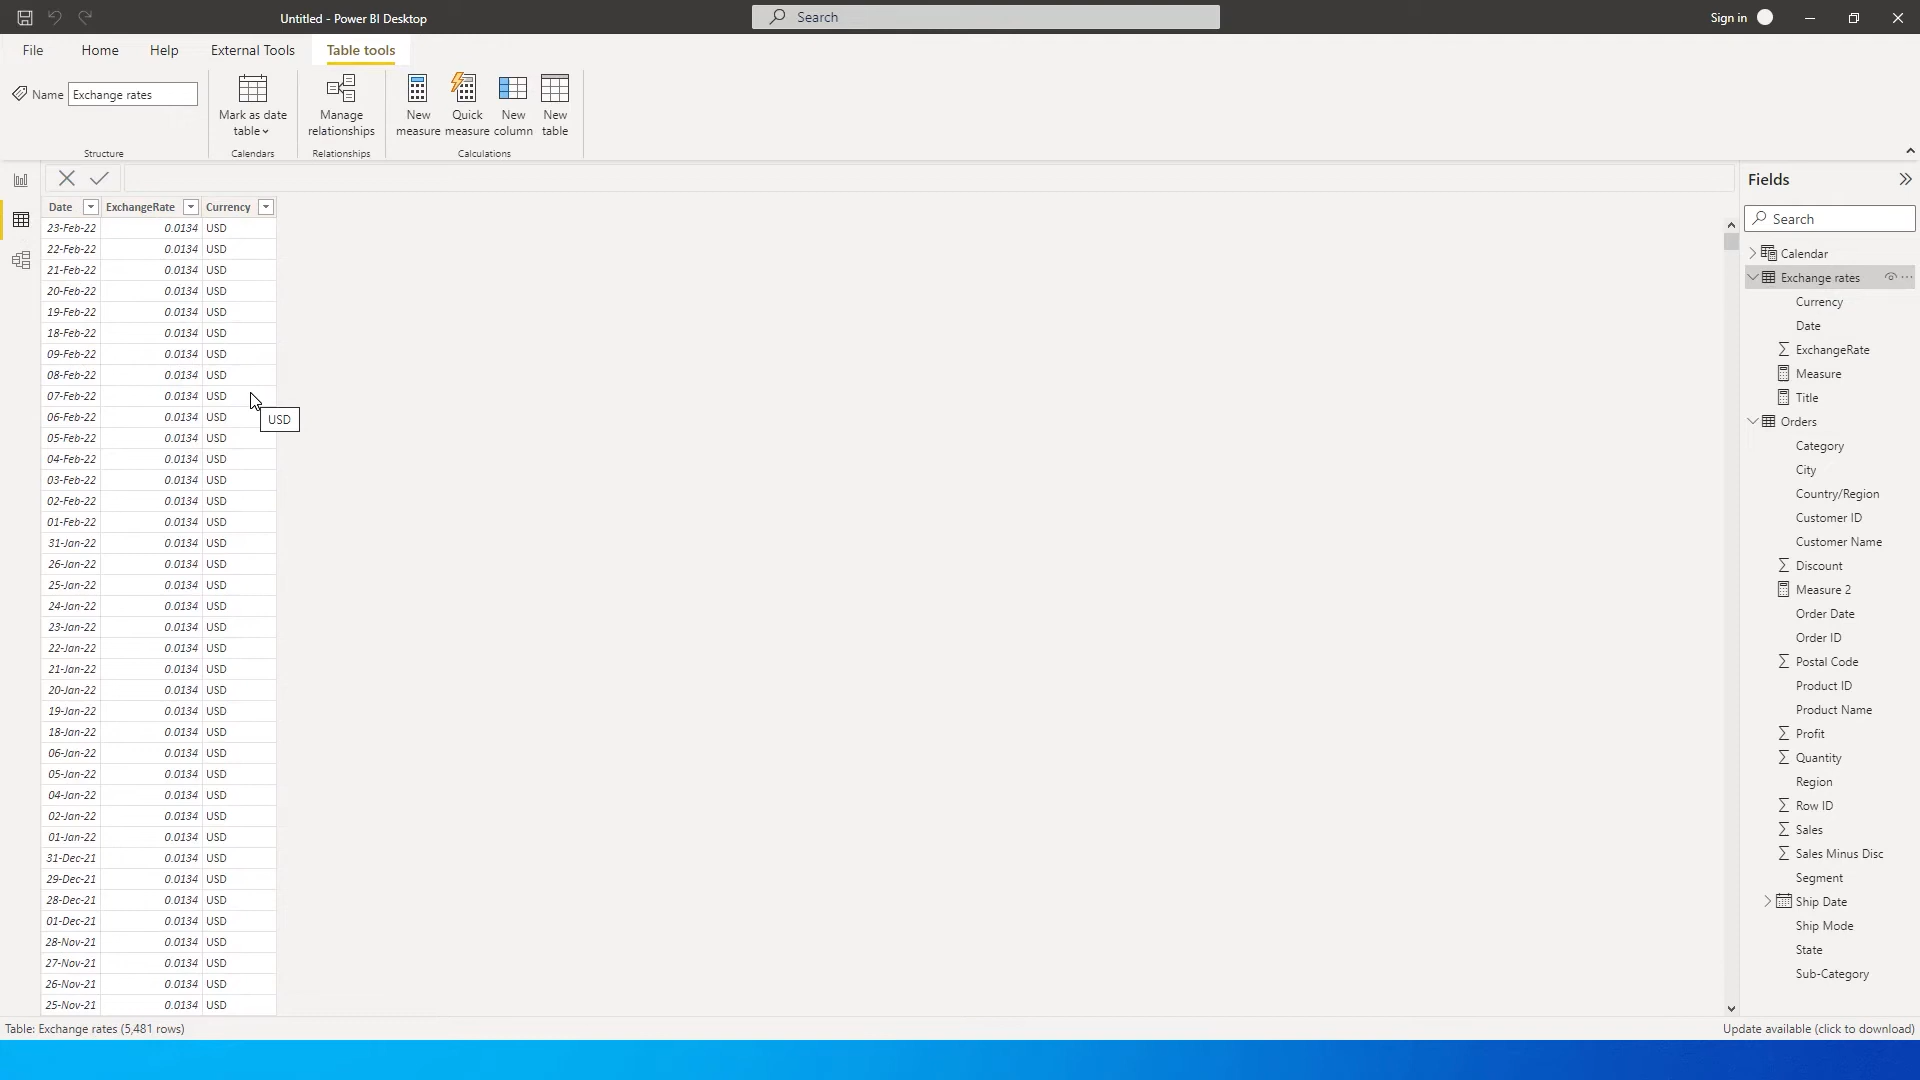 Untitled - Power BI Desktop
Search
Sign in
File
Home
Help
External Tools
Table tools
Name
Exchange rates
Mark as date
table
Manage
relationships
New
measure
Quick
measure
New
column
New
table
Structure
Calendars
Relationships
Calculations
Date ExchangeRate Currency
23-Feb-22 0.0134 USD
22-Feb-22 0.0134 USD
21-Feb-22 0.0134 USD
20-Feb-22 0.0134 USD
19-Feb-22 0.0134 USD
18-Feb-22 0.0134 USD
09-Feb-22 0.0134 USD
08-Feb-22 0.0134 USD
07-Feb-22 0.0134 USD
06-Feb-22 0.0134 USD
USD
05-Feb-22 0.0134 USD
04-Feb-22 0.0134 USD
03-Feb-22 0.0134 USD
02-Feb-22 0.0134 USD
01-Feb-22 0.0134 USD
31-Jan-22 0.0134 USD
26-Jan-22 0.0134 USD
25-Jan-22 0.0134 USD
24-Jan-22 0.0134 USD
23-Jan-22 0.0134 USD
22-Jan-22 0.0134 USD
21-Jan-22 0.0134 USD
20-Jan-22 0.0134 USD
19-Jan-22 0.0134 USD
18-Jan-22 0.0134 USD
06-Jan-22 0.0134 USD
05-Jan-22 0.0134 USD
04-Jan-22 0.0134 USD
02-Jan-22 0.0134 USD
01-Jan-22 0.0134 USD
31-Dec-21 0.0134 USD
29-Dec-21 0.0134 USD
28-Dec-21 0.0134 USD
01-Dec-21 0.0134 USD
28-Nov-21 0.0134 USD
27-Nov-21 0.0134 USD
26-Nov-21 0.0134 USD
25-Nov-21 0.0134 USD
Fields
Search
Calendar
Exchange rates
Currency
Date
ExchangeRate
Measure
Title
Orders
Category
City
Country/Region
Customer ID
Customer Name
Discount
Measure 2
Order Date
Order ID
Postal Code
Product ID
Product Name
Profit
Quantity
Region
Row ID
Sales
Sales Minus Disc
Segment
Ship Date
Ship Mode
State
Sub-Category
Table: Exchange rates (5,481 rows)
Update available (click to download)